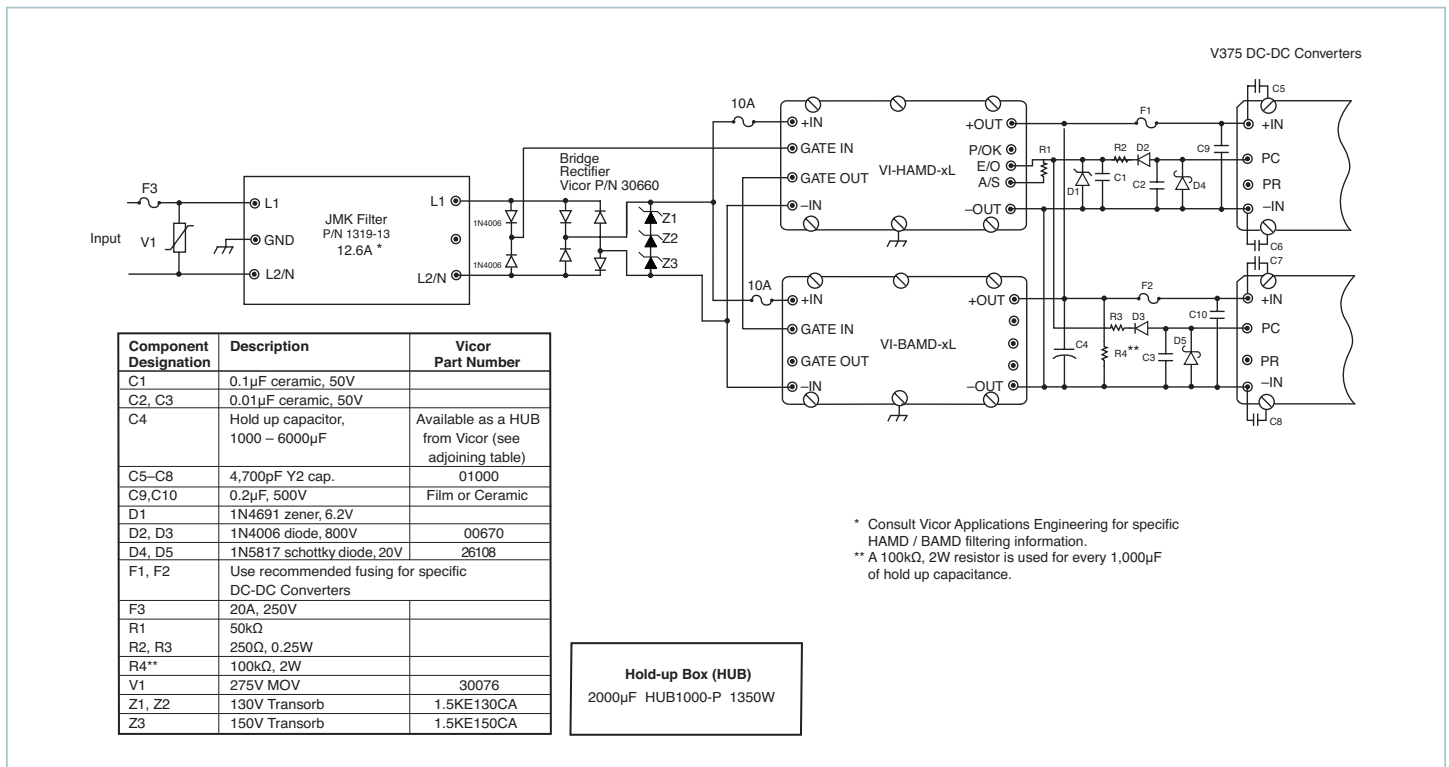 V375 DC-DC Converters
C5
10A
F1
+IN
+OUT
+IN
P/OK
R1
R2
D2
C9
GATE IN
E/O
PC
Bridge
Rectifier
Vicor P/N 30660
VI-HAMD-xL
D1
C1
C2
D4
GATE OUT
A/S
PR
F3
L1
L1
–IN
–OUT
–IN
JMK Filter
P/N 1319-13
12.6A *
1N4006
Z1
Input
V1
GND
Z2
C6
1N4006
Z3
C7
L2/N
L2/N
10A
F2
+IN
+OUT
+IN
R3
D3
C10
GATE IN
PC
VI-BAMD-xL
C4
R4**
C3
D5
GATE OUT
PR
–IN
–OUT
–IN
C8
Component Designation Description Vicor Part Number
C1 0.1µF ceramic, 50V
C2, C3 0.01µF ceramic, 50V
C4 Hold up capacitor, Available as a HUB
1000 – 6000µF from Vicor (see
adjoining table)
C5–C8 4,700pF Y2 cap. 01000
C9,C10 0.2µF, 500V Film or Ceramic
D1 1N4691 zener, 6.2V
D2, D3 1N4006 diode, 800V 00670
D4, D5 1N5817 schottky diode, 20V 26108
F1, F2 Use recommended fusing for specific
DC-DC Converters
F3 20A, 250V
R1 50kΩ
R2, R3 250Ω, 0.25W
R4** 100kΩ, 2W
V1 275V MOV 30076
Z1, Z2 130V Transorb 1.5KE130CA
Z3 150V Transorb 1.5KE150CA
* Consult Vicor Applications Engineering for specific
HAMD / BAMD filtering information.
** A 100kΩ, 2W resistor is used for every 1,000µF
of hold up capacitance.
Hold-up Box (HUB)
2000µF HUB1000-P 1350W